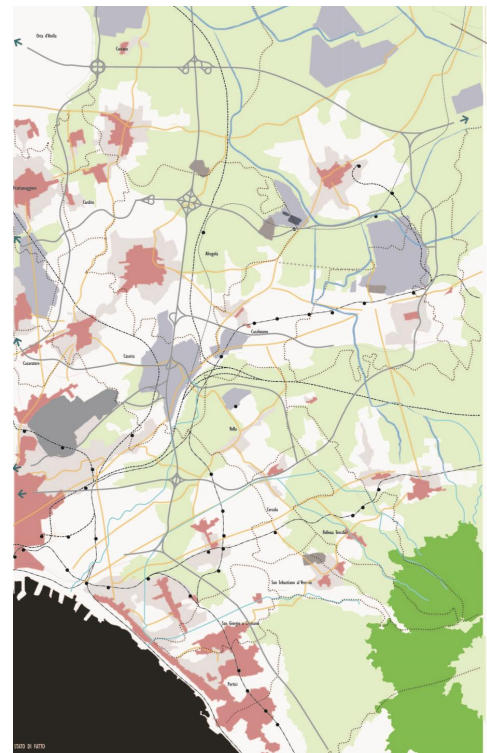 Orta d'Atella
Caivano
Frattamaggiore
Cardito
Afragola
Casalnuovo
Casoria
Casavatore
Volla
Cercola
Pollena Trocchia
San Sebastiano al Vesuvio
San Giorgio a Cremano
Portici
STATO DI FATTO